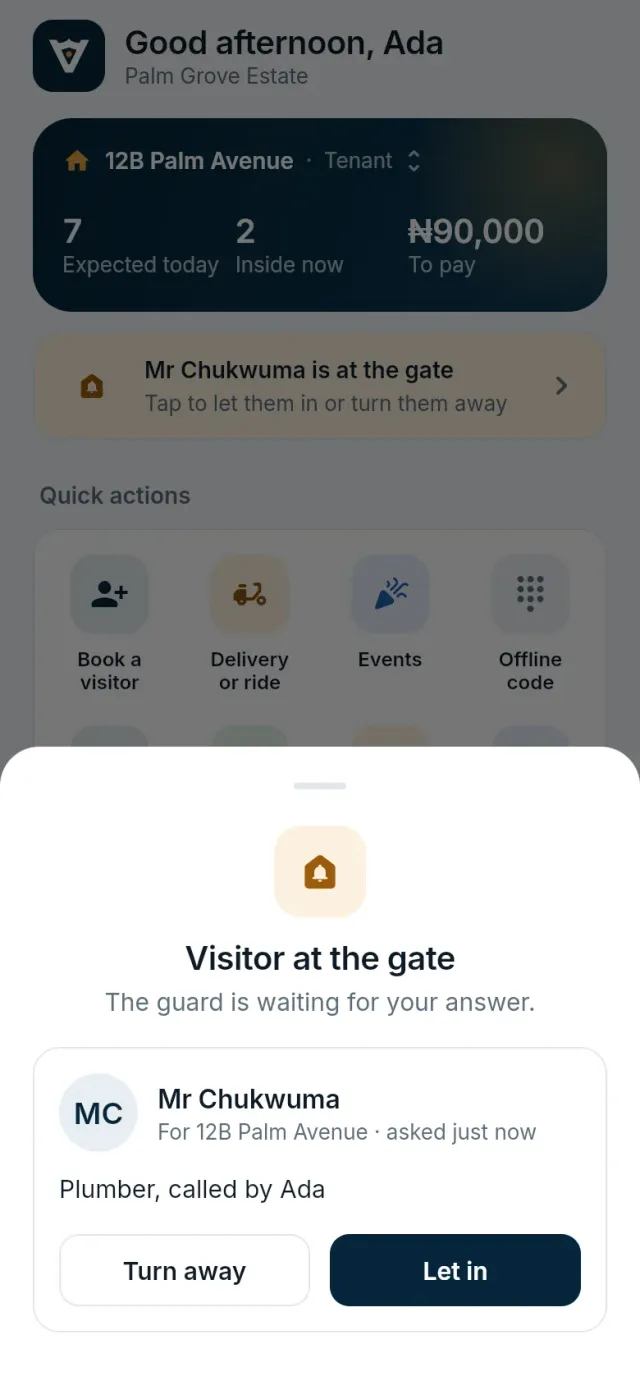 Good afternoon, Ada
Palm Grove Estate
12B Palm Avenue · Tenant
7
Expected today
2
Inside now
₦90,000
To pay
Mr Chukwuma is at the gate
Tap to let them in or turn them away
Quick actions
Book a
visitor
Delivery
or ride
Events
Offline
code
Visitor at the gate
The guard is waiting for your answer.
MC
Mr Chukwuma
For 12B Palm Avenue · asked just now
Plumber, called by Ada
Turn away
Let in